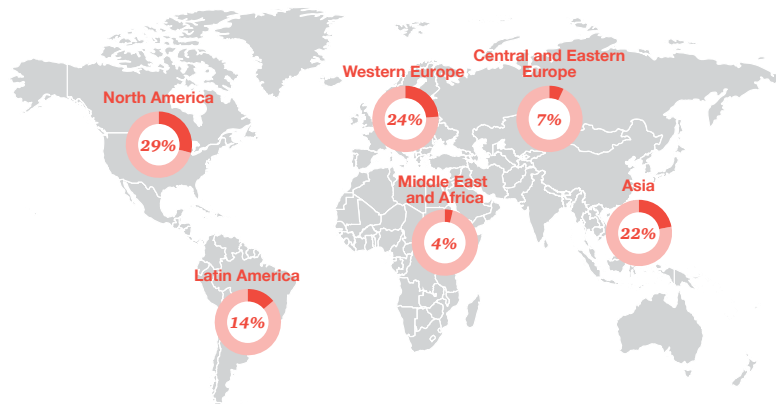 North America
29%
Western Europe
24%
Central and Eastern
Europe
7%
Middle East
and Africa
4%
Asia
22%
Latin America
14%